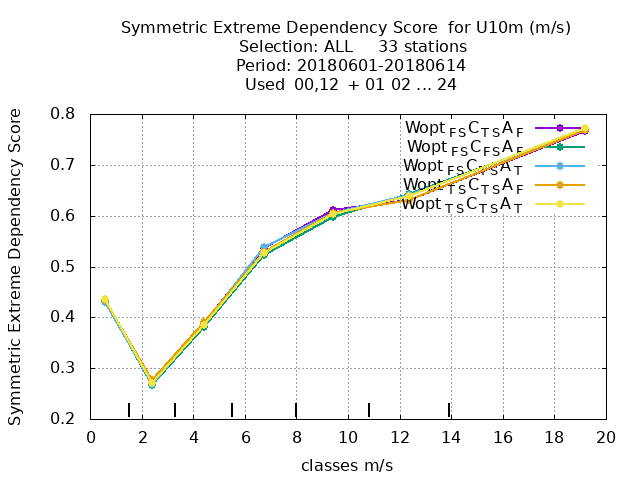 Symmetric Extreme Dependency Score for U10m (m/s)
Selection: ALL 33 stations
Period: 20180601-20180614
Used 00,12 + 01 02 ... 24
Symmetric Extreme Dependency Score
0.8
0.7
0.6
0.5
0.4
0.3
0.2
Wopt FS C TS A F
Wopt FS C FS A F
Wopt FS C TS A T
Wopt TS C TS A F
Wopt TS C TS A T
0 2 4 6 8 10 12 14 16 18 20
classes m/s